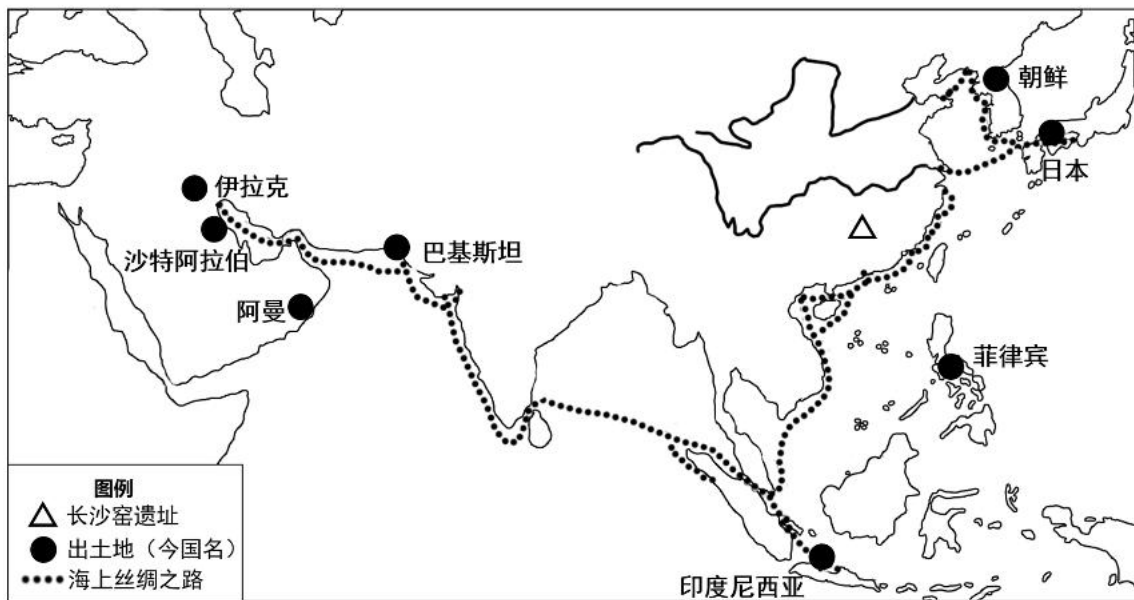 朝鲜
日本
伊拉克
沙特阿拉伯
巴基斯坦
阿曼
菲律宾
印度尼西亚
图例
长沙窑遗址
出土地（今国名）
海上丝绸之路